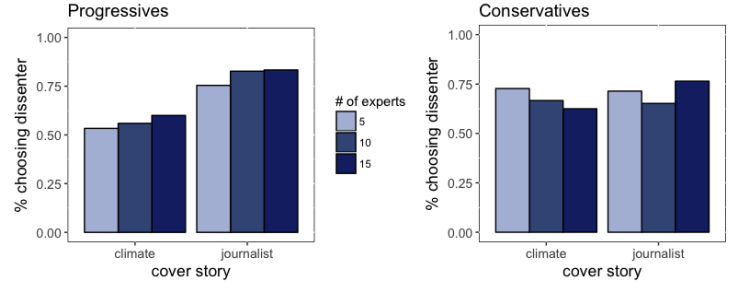 Progressives
% choosing dissenter
1.00
0.75
0.50
0.25
0.00
climate journalist
cover story
# of experts
5
10
15
Conservatives
% choosing dissenter
1.00
0.75
0.50
0.25
0.00
climate journalist
cover story